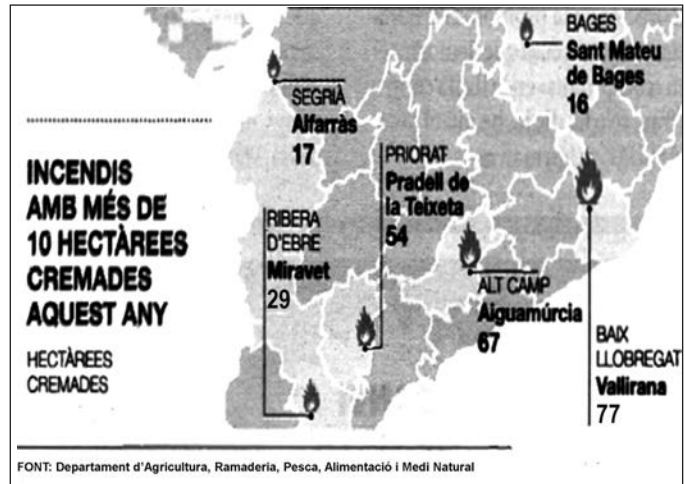 INCENDIS
AMB MÉS DE
10 HECTÀREES
CREMADES
AQUEST ANY
HECTÀREES
CREMADES
SEGRIÀ
Alfarràs
17
BAGES
Sant Mateu
de Bages
16
PRIORAT
Pradell de
la Teixeta
54
RIBERA
D'EBRE
Miravet
29
ALT CAMP
Aiguamúrcia
67
BAIX
LLOBREGAT
Vallirana
77
FONT: Departament d'Agricultura, Ramaderia, Pesca, Alimentació i Medi Natural